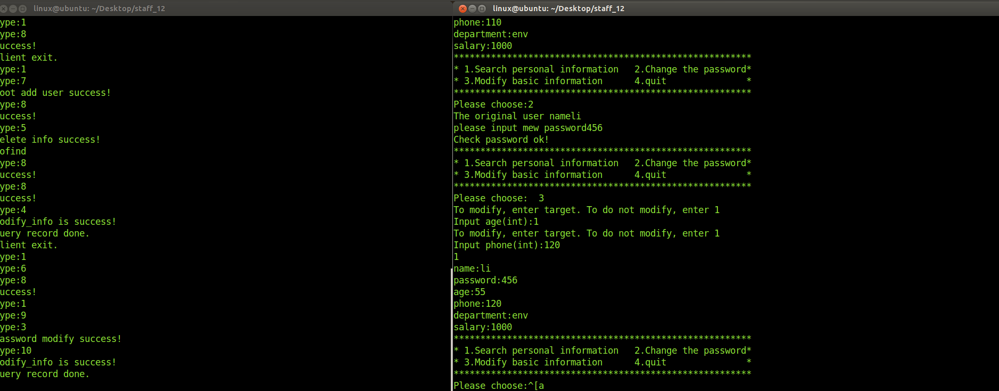 linux@ubuntu: ~/Desktop/staff_12
ype:1
ype:8
uccess!
lient exit.
ype:1
ype:7
oot add user success!
ype:8
uccess!
ype:5
elete info success!
ofind
ype:8
uccess!
ype:8
uccess!
ype:4
odify_info is success!
uery record done.
lient exit.
ype:1
ype:6
ype:8
uccess!
ype:1
ype:9
ype:3
assword modify success!
ype:10
odify_info is success!
uery record done.
linux@ubuntu: ~/Desktop/staff_12
phone:110
department:env
salary:1000
********************************************************
* 1.Search personal information   2.Change the password*
* 3.Modify basic information      4.quit               *
********************************************************
Please choose:2
The original user nameli
please input mew password456
Check password ok!
********************************************************
* 1.Search personal information   2.Change the password*
* 3.Modify basic information      4.quit               *
********************************************************
Please choose:  3
To modify, enter target. To do not modify, enter 1
Input age(int):1
To modify, enter target. To do not modify, enter 1
Input phone(int):120
1
name:li
password:456
age:55
phone:120
department:env
salary:1000
********************************************************
* 1.Search personal information   2.Change the password*
* 3.Modify basic information      4.quit               *
********************************************************
Please choose:^[a